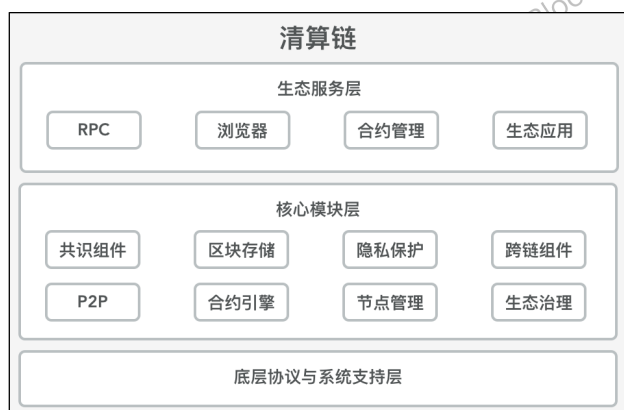 清算链
生态服务层
RPC 浏览器 合约管理 生态应用
核心模块层
共识组件 区块存储 隐私保护 跨链组件
P2P 合约引擎 节点管理 生态治理
底层协议与系统支持层